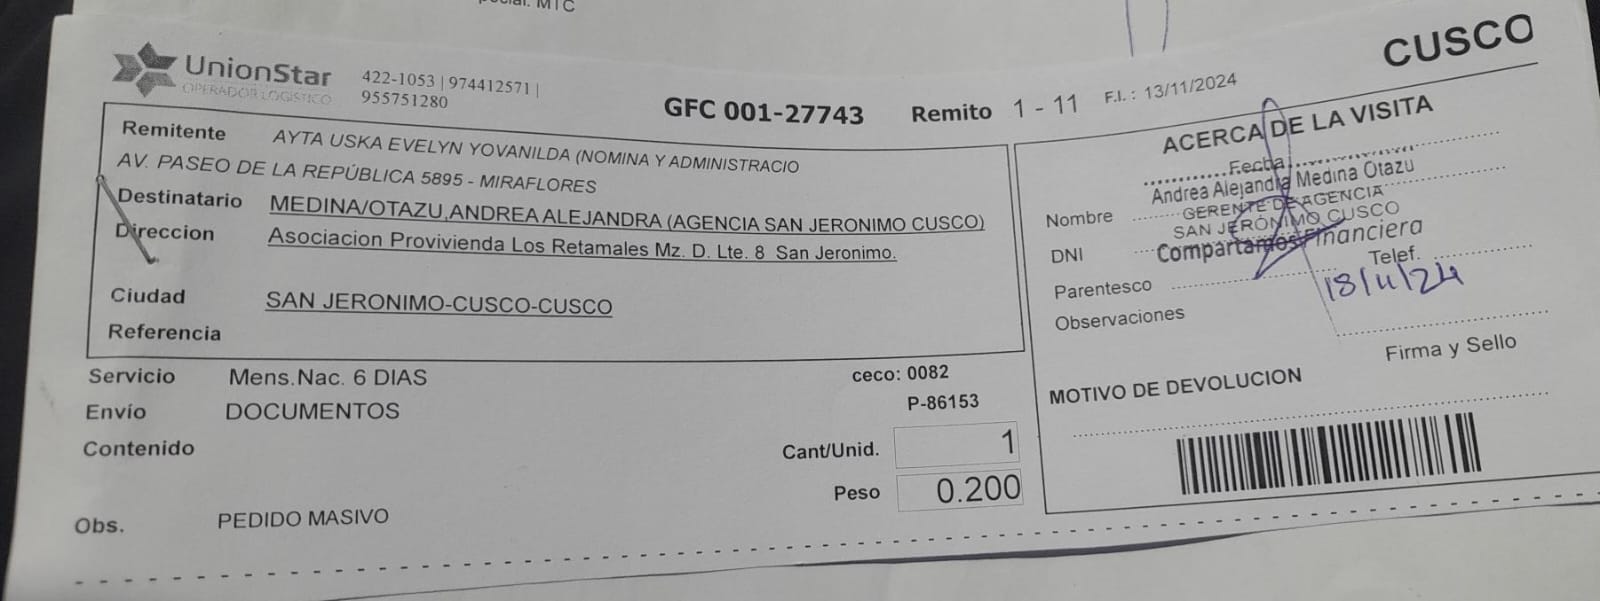 pecial. MTC
CUSCO
UnionStar
OPERADOR LOGISTICO
422-1053 | 974412571 |
955751280
GFC 001-27743 Remito 1 - 11 F.I. : 13/11/2024
Remitente AYTA USKA EVELYN YOVANILDA (NOMINA Y ADMINISTRACIO
AV. PASEO DE LA REPÚBLICA 5895 - MIRAFLORES
Destinatario MEDINA/OTAZU,ANDREA ALEJANDRA (AGENCIA SAN JERONIMO CUSCO)
Direccion Asociacion Provivienda Los Retamales Mz. D. Lte. 8 San Jeronimo.
Ciudad SAN JERONIMO-CUSCO-CUSCO
Referencia
Servicio Mens.Nac. 6 DIAS
ceco: 0082
Envío DOCUMENTOS
P-86153
Contenido
Cant/Unid. 1
Peso 0.200
Obs. PEDIDO MASIVO
ACERCA DE LA VISITA
Fecha
Andrea Alejandra Medina Otazu
Nombre GERENTE DE AGENCIA
SAN JERÓNIMO CUSCO
DNI Compartamos Financiera
Parentesco Telef.
18/11/24
Observaciones
Firma y Sello
MOTIVO DE DEVOLUCION